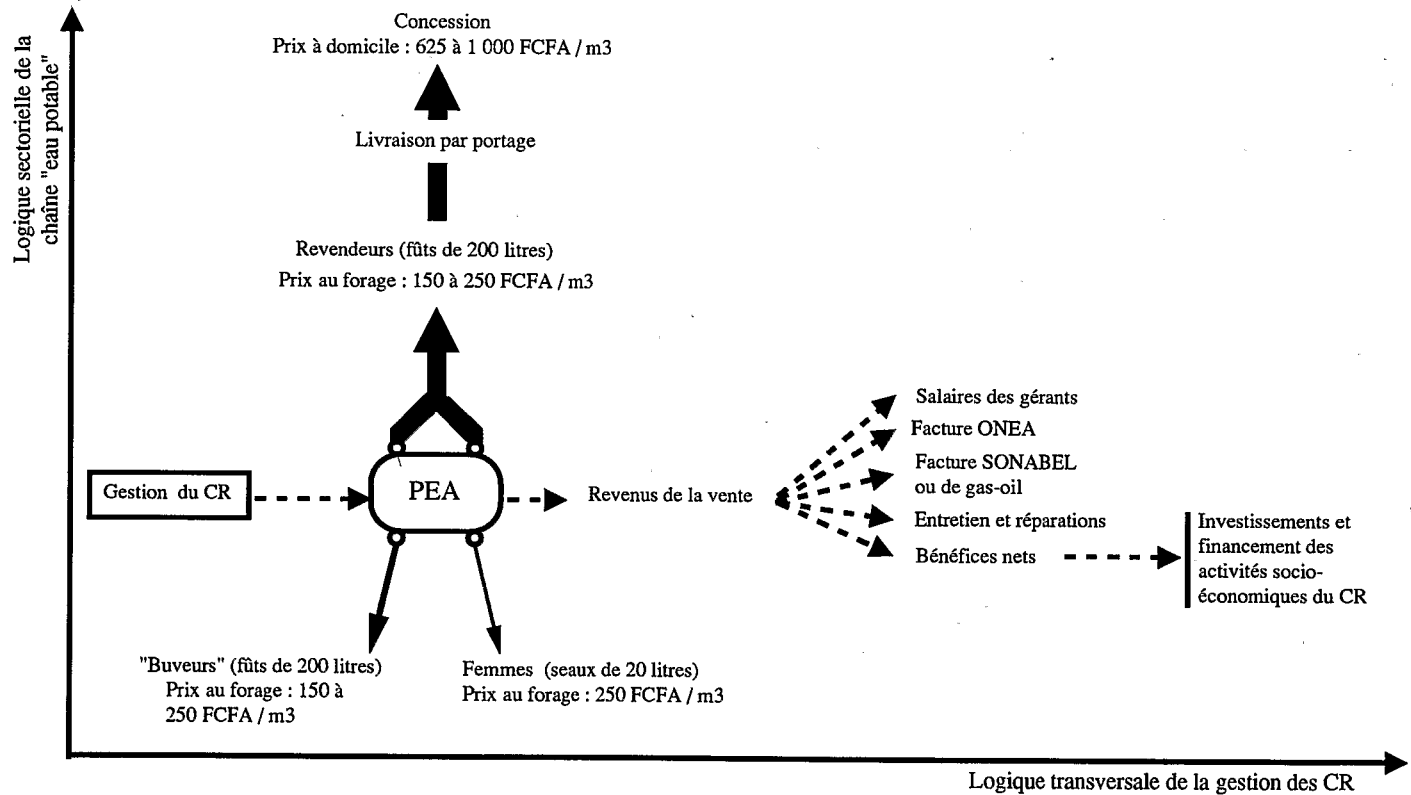 Logique sectorielle de la
chaîne "eau potable"
Concession
Prix à domicile : 625 à 1 000 FCFA / m3
Livraison par portage
Revendeurs (fûts de 200 litres)
Prix au forage : 150 à 250 FCFA / m3
Gestion du CR
PEA
Revenus de la vente
Salaires des gérants
Facture ONEA
Facture SONABEL
ou de gas-oil
Entretien et réparations
Bénéfices nets
Investissements et
financement des
activités socio-
économiques du CR
"Buveurs" (fûts de 200 litres)
Prix au forage : 150 à
250 FCFA / m3
Femmes (seaux de 20 litres)
Prix au forage : 250 FCFA / m3
Logique transversale de la gestion des CR